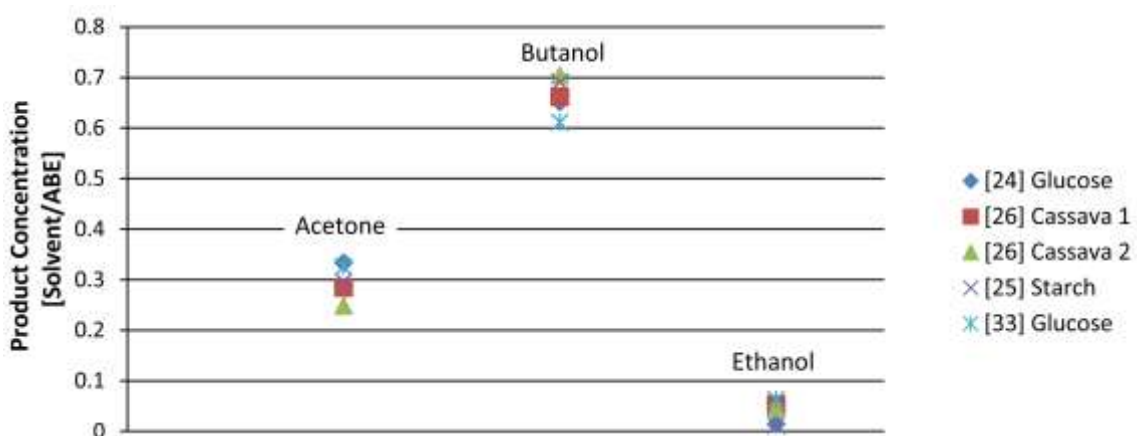 Product Concentration
[Solvent/ABE]
0.8
0.7
0.6
0.5
0.4
0.3
0.2
0.1
0
Acetone
Butanol
Ethanol
[24] Glucose
[26] Cassava 1
[26] Cassava 2
[25] Starch
[33] Glucose